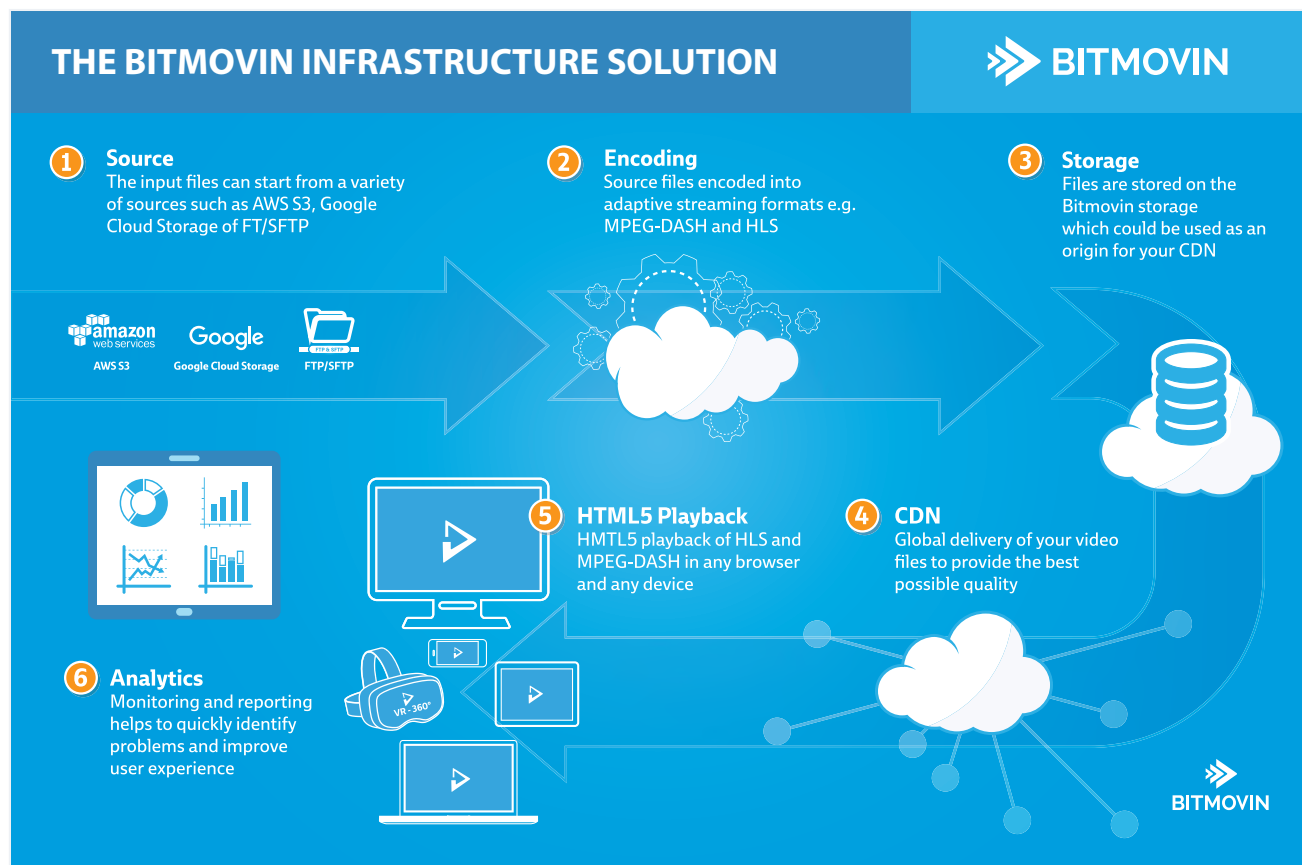 THE BITMOVIN INFRASTRUCTURE SOLUTION
BITMOVIN
1
Source
The input files can start from a variety
of sources such as AWS S3, Google
Cloud Storage of FT/SFTP
2
Encoding
Source files encoded into
adaptive streaming formats e.g.
MPEG-DASH and HLS
3
Storage
Files are stored on the
Bitmovin storage
which could be used as an
origin for your CDN
amazon
web services
AWS S3
Google
Google Cloud Storage
FTP & SFTP
FTP/SFTP
4
CDN
Global delivery of your video
files to provide the best
possible quality
5
HTML5 Playback
HMTL5 playback of HLS and
MPEG-DASH in any browser
and any device
VR-360°
6
Analytics
Monitoring and reporting
helps to quickly identify
problems and improve
user experience
BITMOVIN